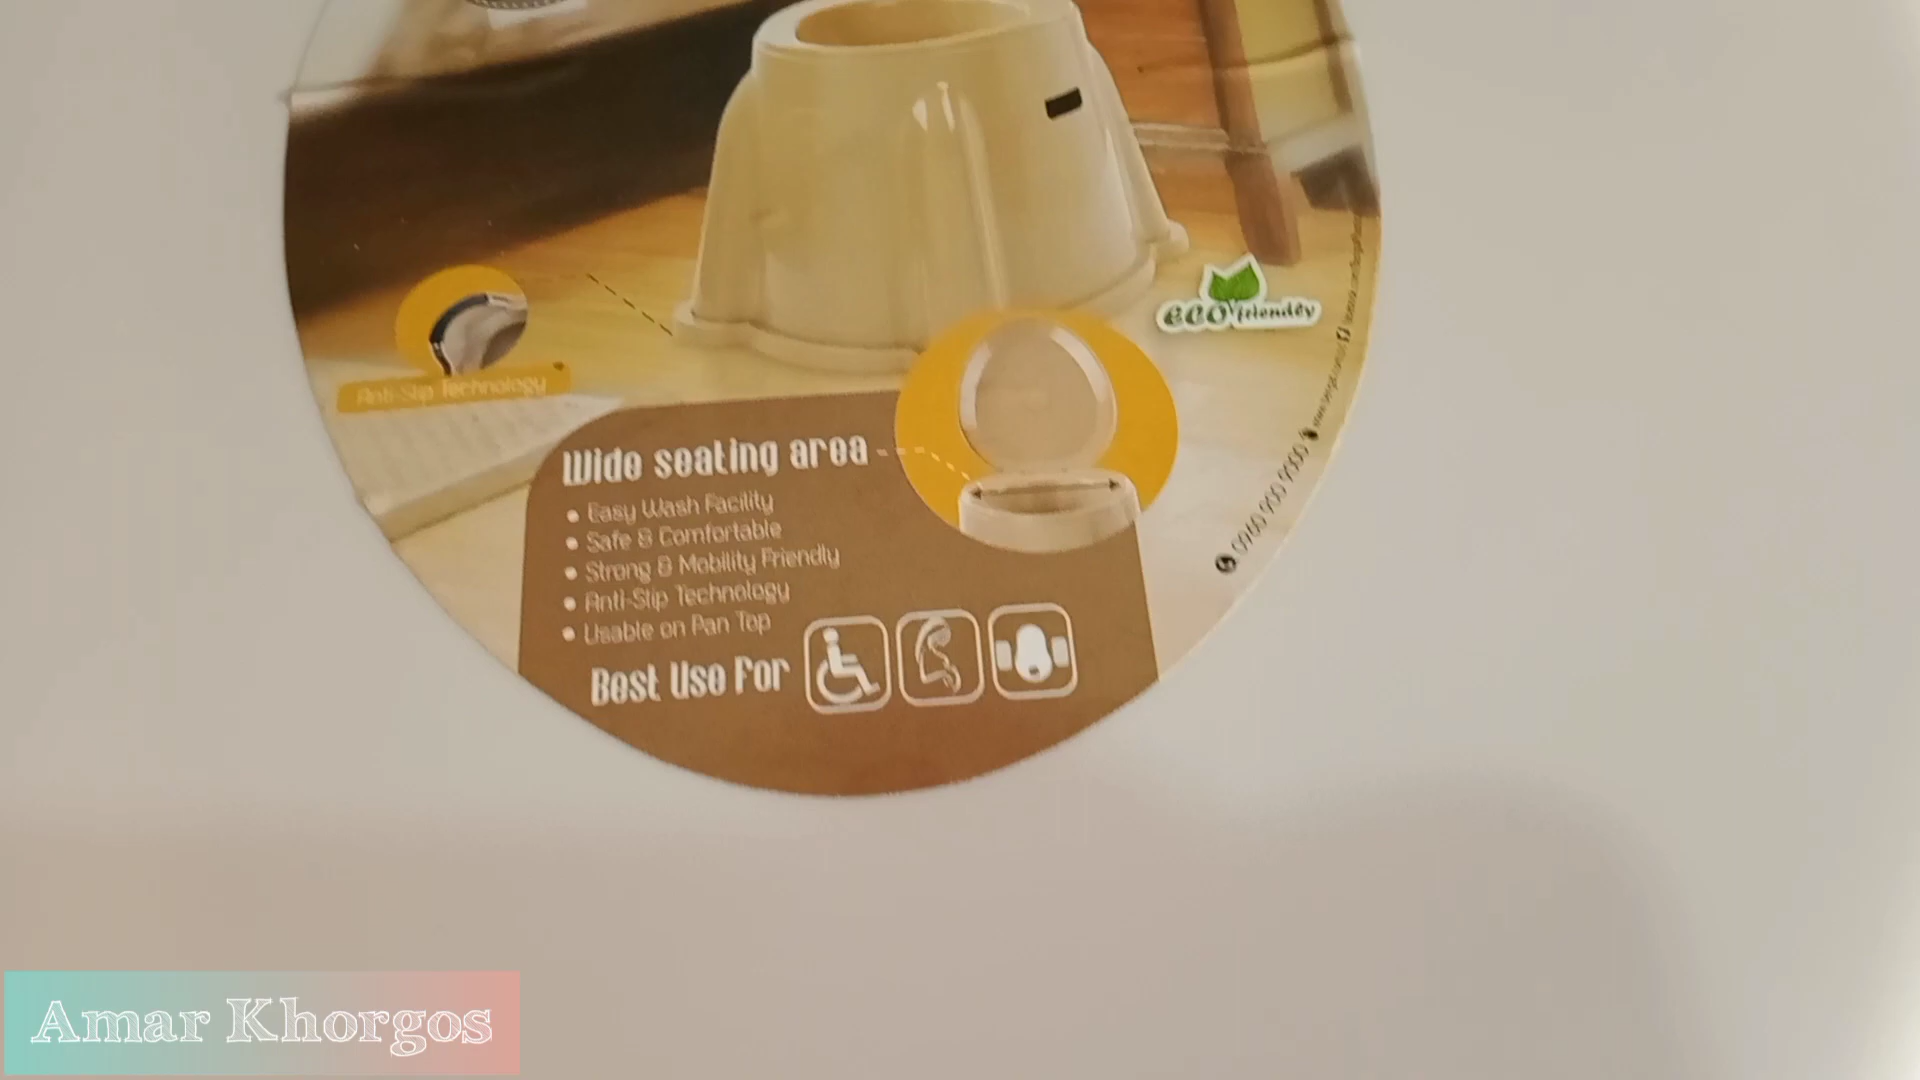 eco friendly
Anti-Slip Technology
Wide seating area
Easy Wash Facility
Safe & Comfortable
Strong & Mobility Friendly
Anti-Slip Technology
Usable on Pan Top
Best Use For
Amar Khorgos